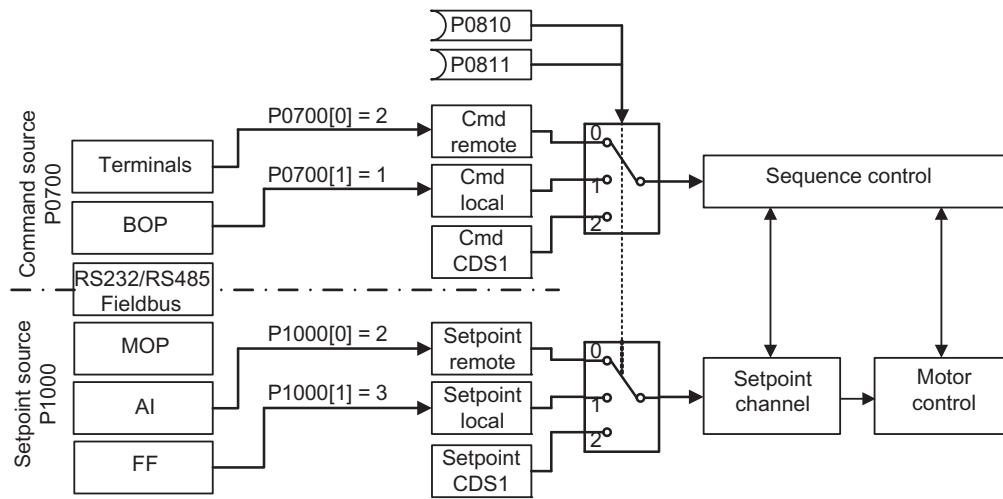 P0810
P0811
Command source
P0700
Terminals
BOP
RS232/RS485
Fieldbus
P0700[0] = 2
P0700[1] = 1
Cmd
remote
Cmd
local
Cmd
CDS1
0
1
2
Sequence control
Setpoint source
P1000
MOP
AI
FF
P1000[0] = 2
P1000[1] = 3
Setpoint
remote
Setpoint
local
Setpoint
CDS1
0
1
2
Setpoint
channel
Motor
control